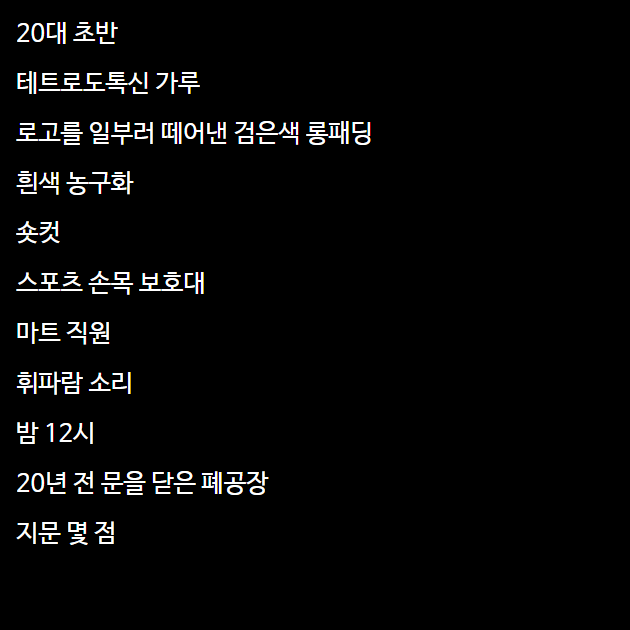 20대 초반
테트로도톡신 가루
로고를 일부러 떼어낸 검은색 롱패딩
흰색 농구화
숏컷
스포츠 손목 보호대
마트 직원
휘파람 소리
밤 12시
20년 전 문을 닫은 폐공장
지문 몇 점